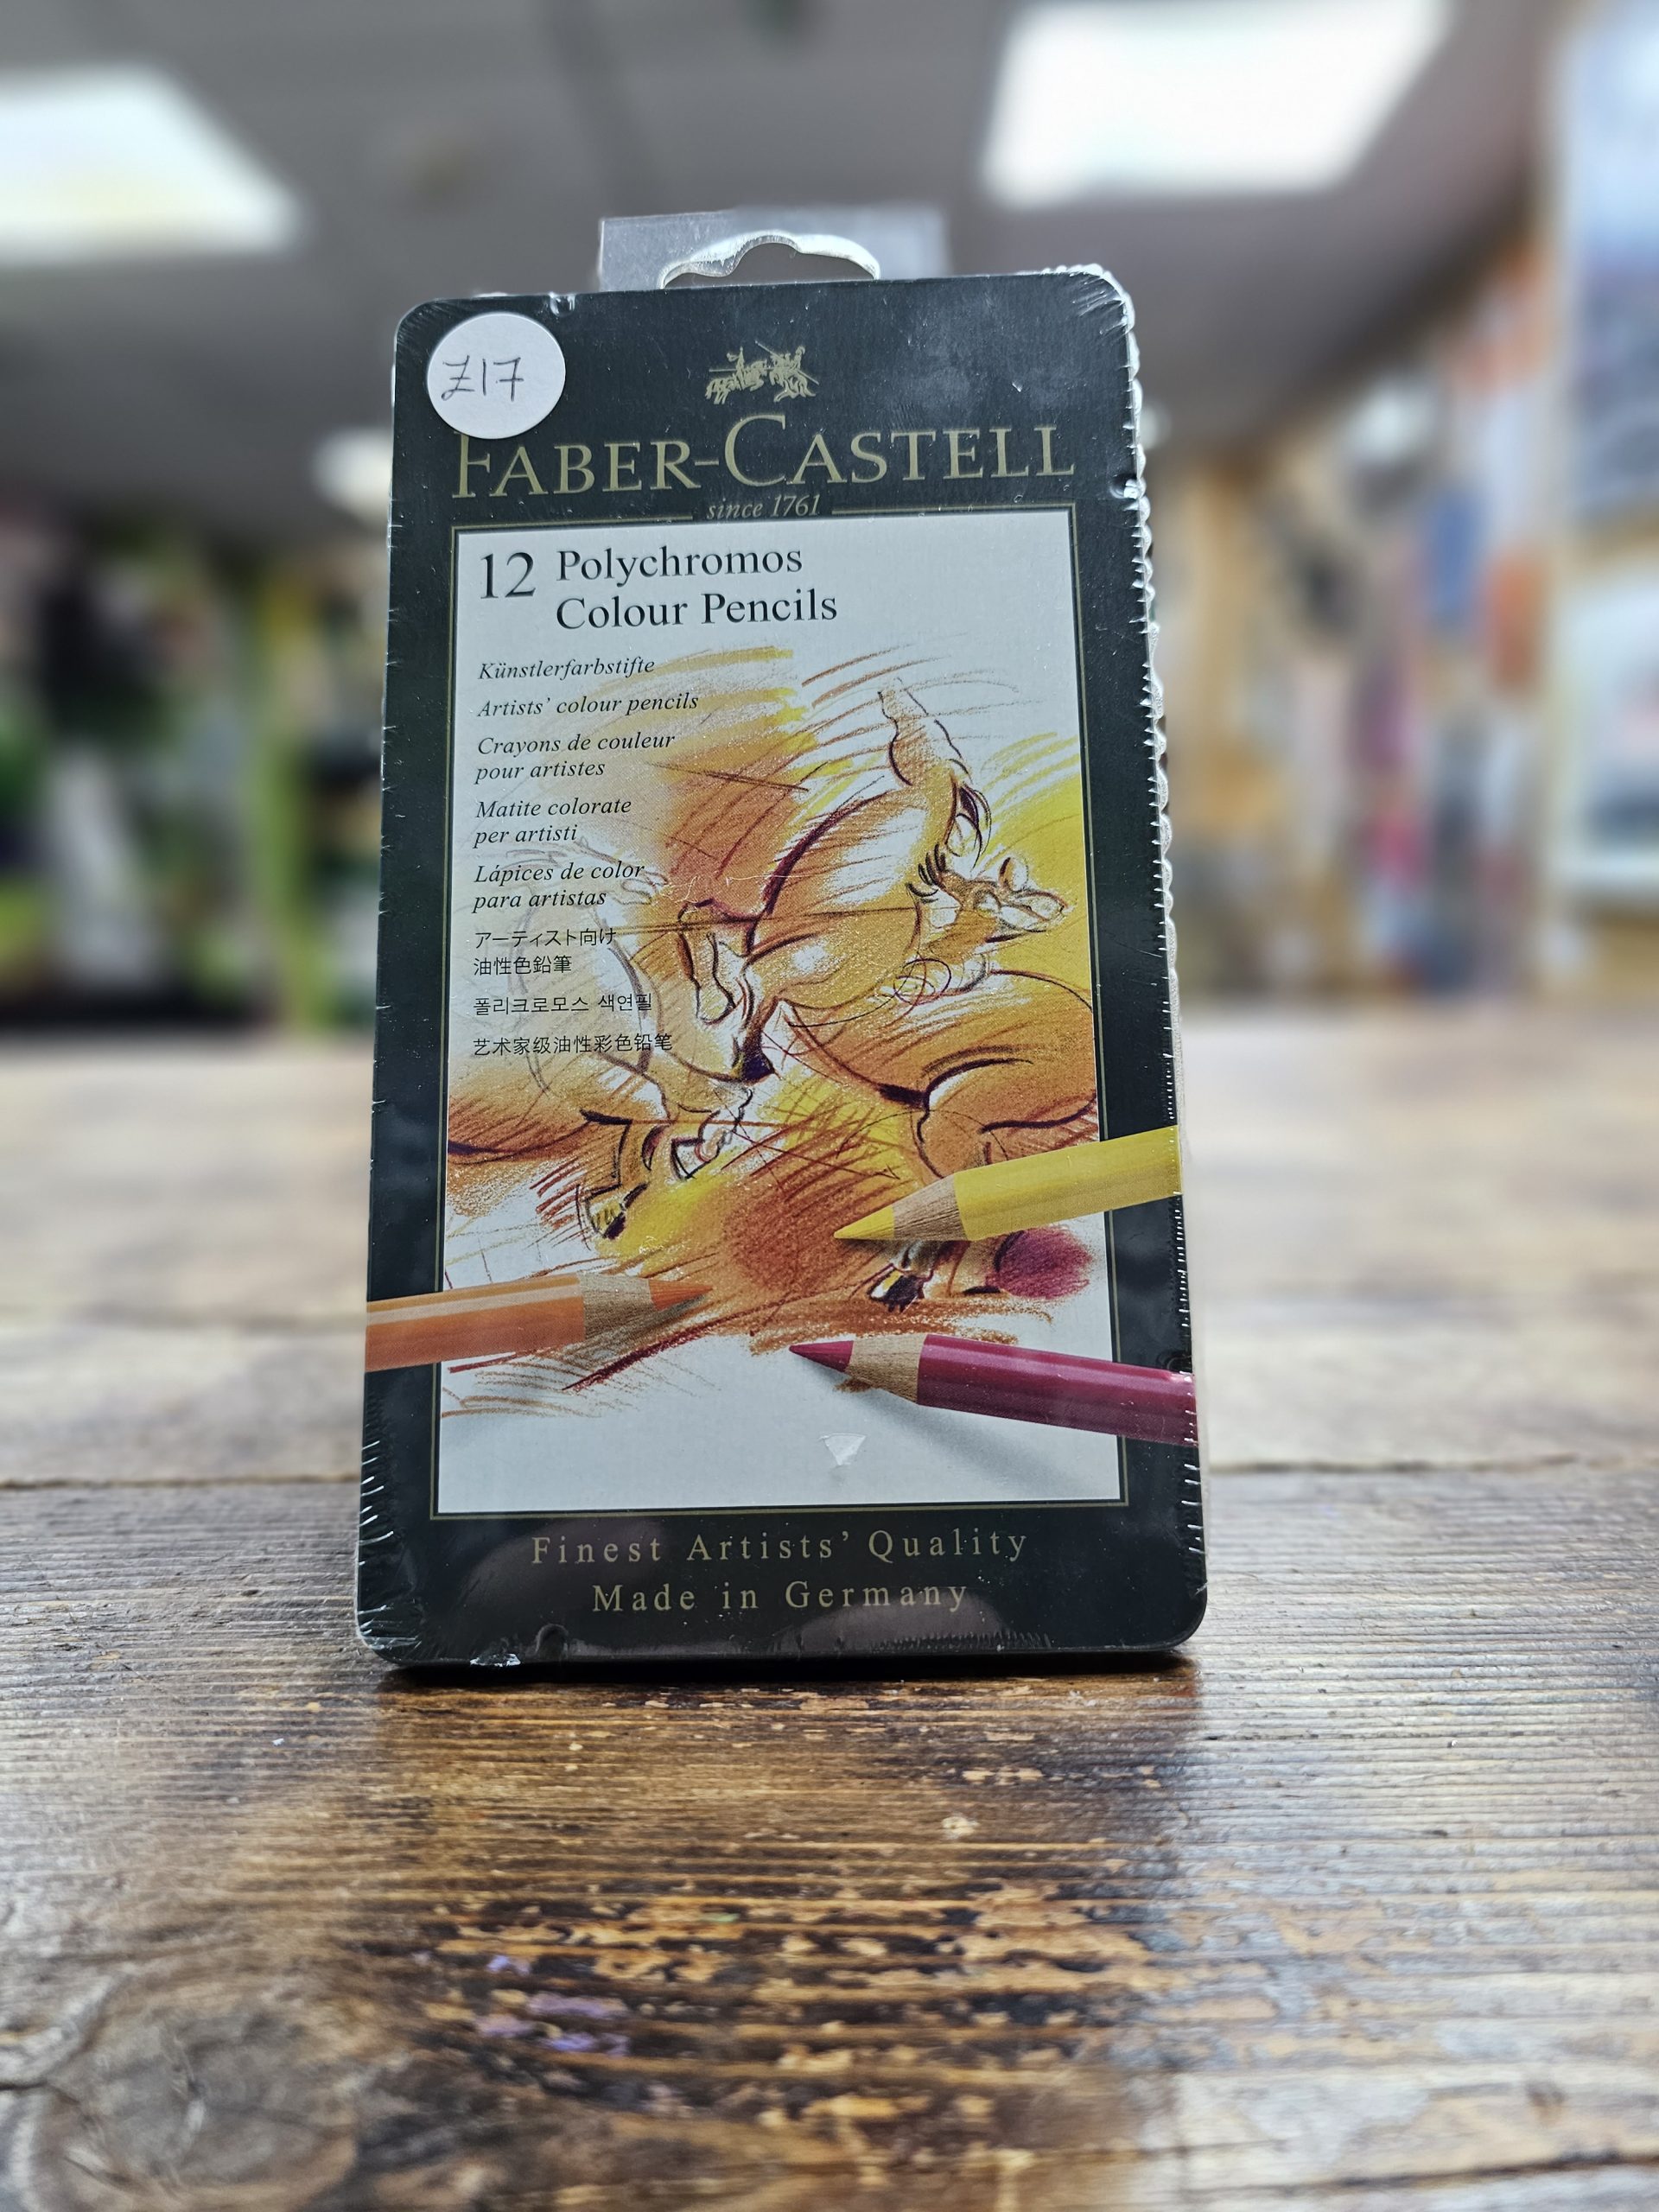 £17
FABER-CASTELL
since 1761
12 Polychromos
Colour Pencils
Künstlerfarbstifte
Artists' colour pencils
Crayons de couleur
pour artistes
Matite colorate
per artisti
Lápices de color
para artistas
アーティスト向け
油性色鉛筆
폴리크로모스 색연필
艺术家级油性彩色铅笔
Finest Artists' Quality
Made in Germany